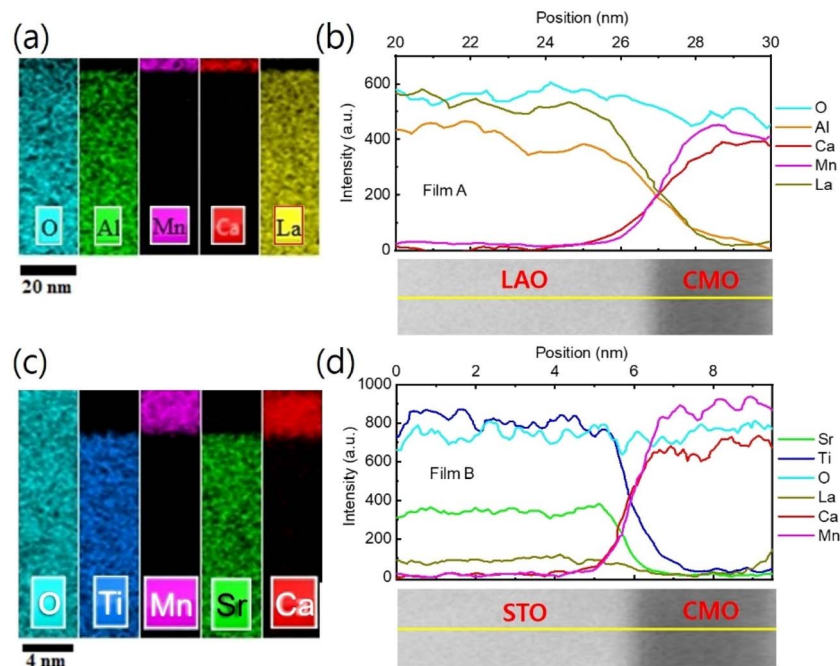 (a)
O Al Mn Ca La
20 nm
(b)
Position (nm)
20 22 24 26 28 30
600
400
200
0
Intensity (a.u.)
Film A
O
Al
Ca
Mn
La
LAO CMO
(c)
O Ti Mn Sr Ca
4 nm
(d)
Position (nm)
0 2 4 6 8
1000
800
600
400
200
0
Intensity (a.u.)
Film B
Sr
Ti
O
La
Ca
Mn
STO CMO